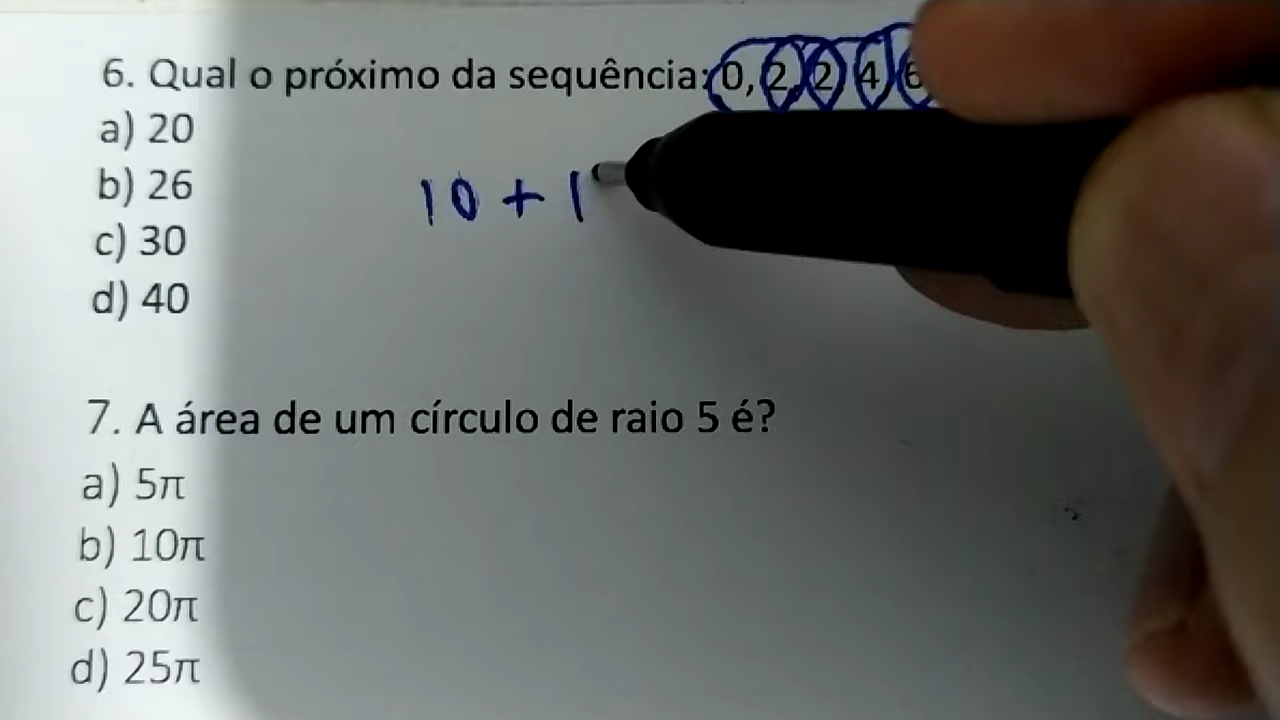 6. Qual o próximo da sequência: 0, 2, 2, 4, 6
a) 20
b) 26
c) 30
d) 40
10 + 1
7. A área de um círculo de raio 5 é?
a) 5π
b) 10π
c) 20π
d) 25π